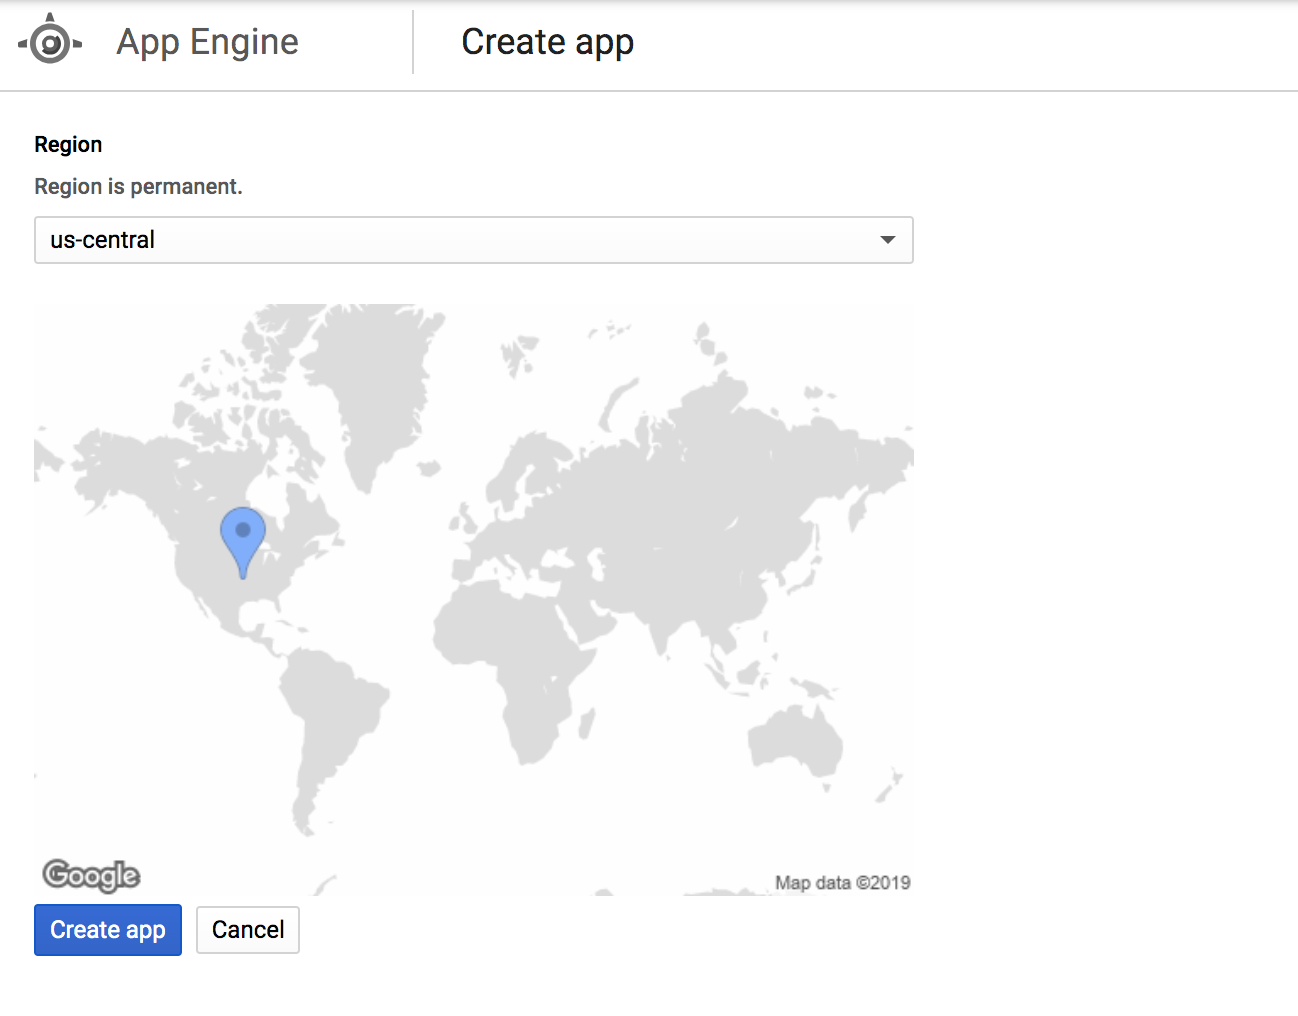 App Engine
Create app
Region
Region is permanent.
us-central
Google
Map data ©2019
Create app
Cancel